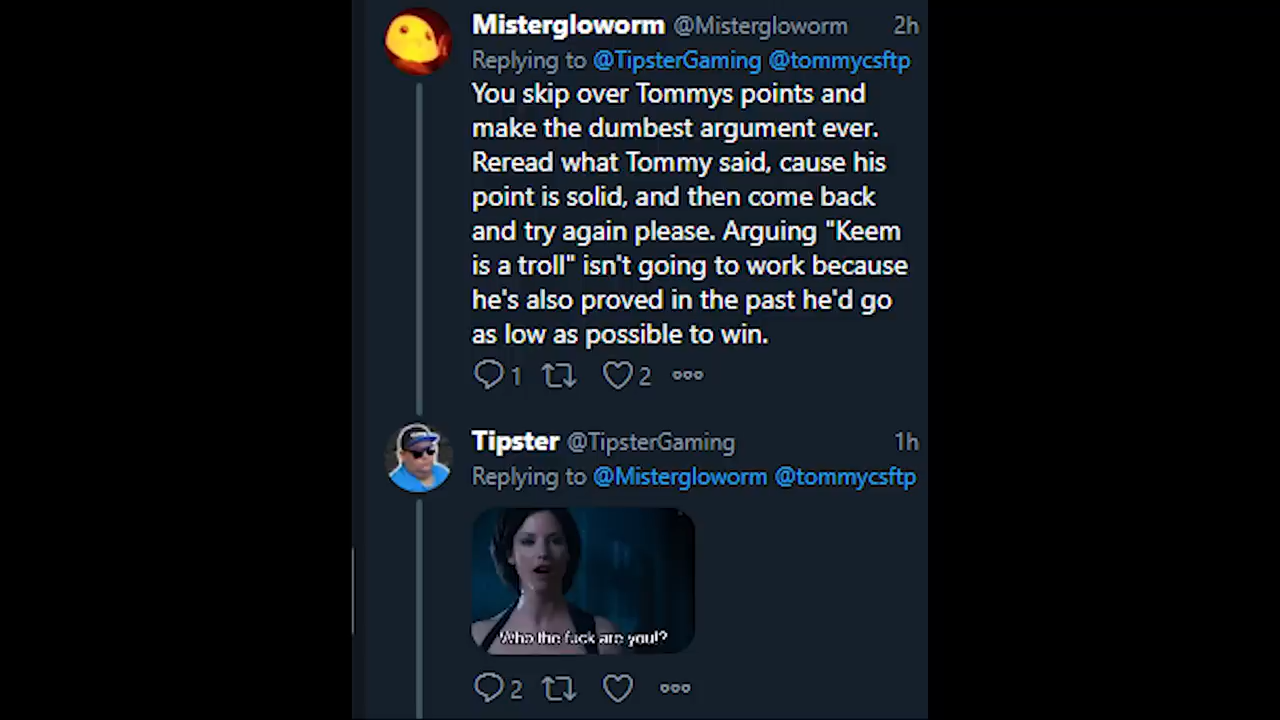 Mistergloworm @Mistergloworm 2h
Replying to @TipsterGaming @tommycsftp
You skip over Tommys points and
make the dumbest argument ever.
Reread what Tommy said, cause his
point is solid, and then come back
and try again please. Arguing "Keem
is a troll" isn't going to work because
he's also proved in the past he'd go
as low as possible to win.
1 2
Tipster @TipsterGaming 1h
Replying to @Mistergloworm @tommycsftp
Who the fuck are you!?
2